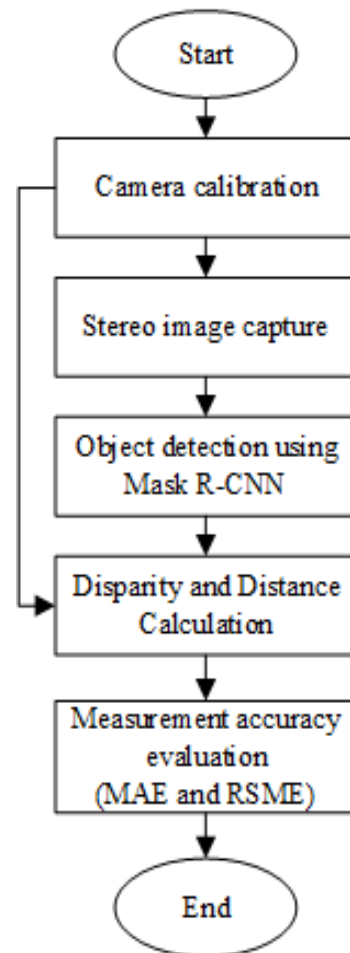 Start
Camera calibration
Stereo image capture
Object detection using
Mask R-CNN
Disparity and Distance
Calculation
Measurement accuracy
evaluation
(MAE and RSME)
End